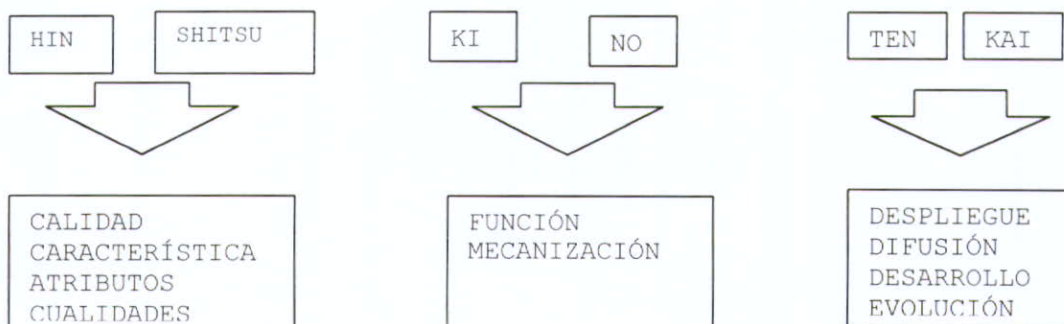 HIN SHITSU
KI NO
TEN KAI
CALIDAD
CARACTERÍSTICA
ATRIBUTOS
CUALIDADES
FUNCIÓN
MECANIZACIÓN
DESPLIEGUE
DIFUSIÓN
DESARROLLO
EVOLUCIÓN